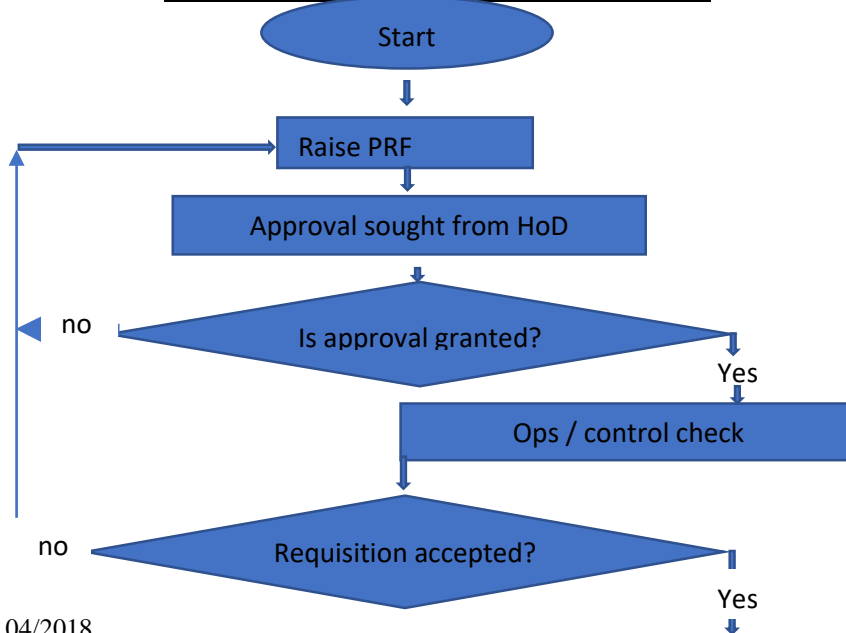 Start
Raise PRF
Approval sought from HoD
no
Is approval granted?
Yes
Ops / control check
no
Requisition accepted?
Yes
04/2018